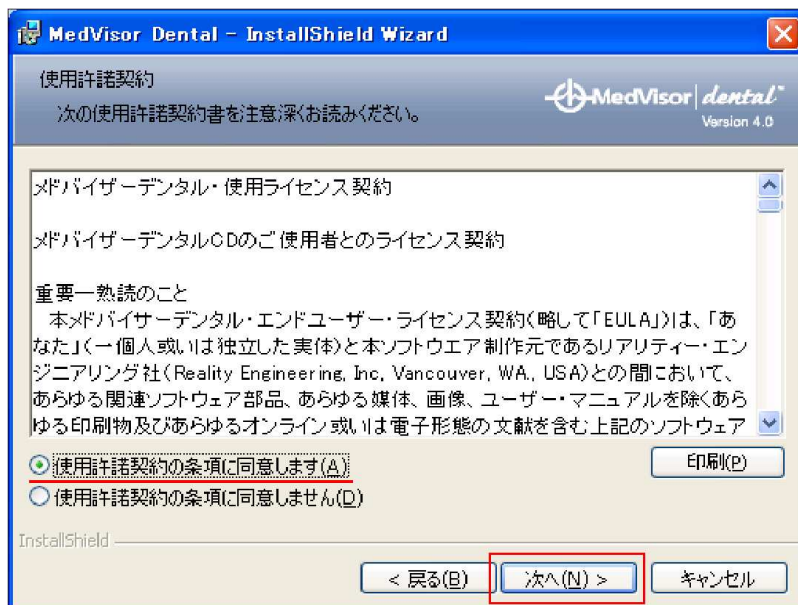 MedVisor Dental - InstallShield Wizard
使用許諾契約
次の使用許諾契約書を注意深くお読みください。
MedVisor dental
Version 4.0
メドバイザーデンタル・使用ライセンス契約
メドバイザーデンタルCDのご使用者とのライセンス契約
重要一熟読のこと
本メドバイサーデンタル・エンドユーザー・ライセンス契約(略して「EULA」)は、「あ
なた」(一個人或いは独立した実体)と本ソフトウエア制作元であるリアリティー・エン
ジニアリング社(Reality Engineering, Inc, Vancouver, WA., USA)との間において、
あらゆる関連ソフトウェア部品、あらゆる媒体、画像、ユーザー・マニュアルを除くあら
ゆる印刷物及びあらゆるオンライン或いは電子形態の文献を含む上記のソフトウェア
使用許諾契約の条項に同意します(A)
印刷(P)
使用許諾契約の条項に同意しません(D)
InstallShield
< 戻る(B)
次へ(N) >
キャンセル